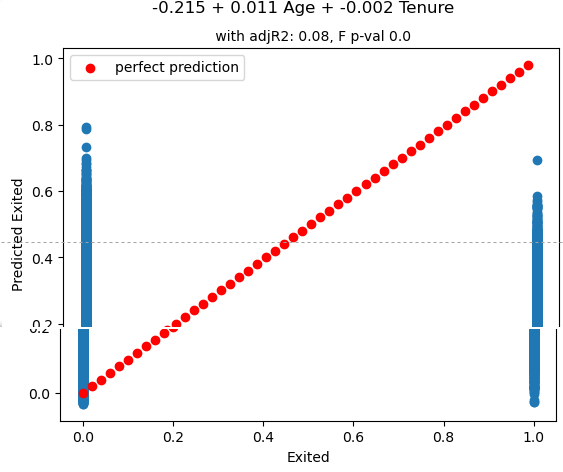 -0.215 + 0.011 Age + -0.002 Tenure
with adjR2: 0.08, F p-val 0.0
perfect prediction
1.0
0.8
0.6
0.4
0.2
0.0
Predicted Exited
0.0 0.2 0.4 0.6 0.8 1.0
Exited